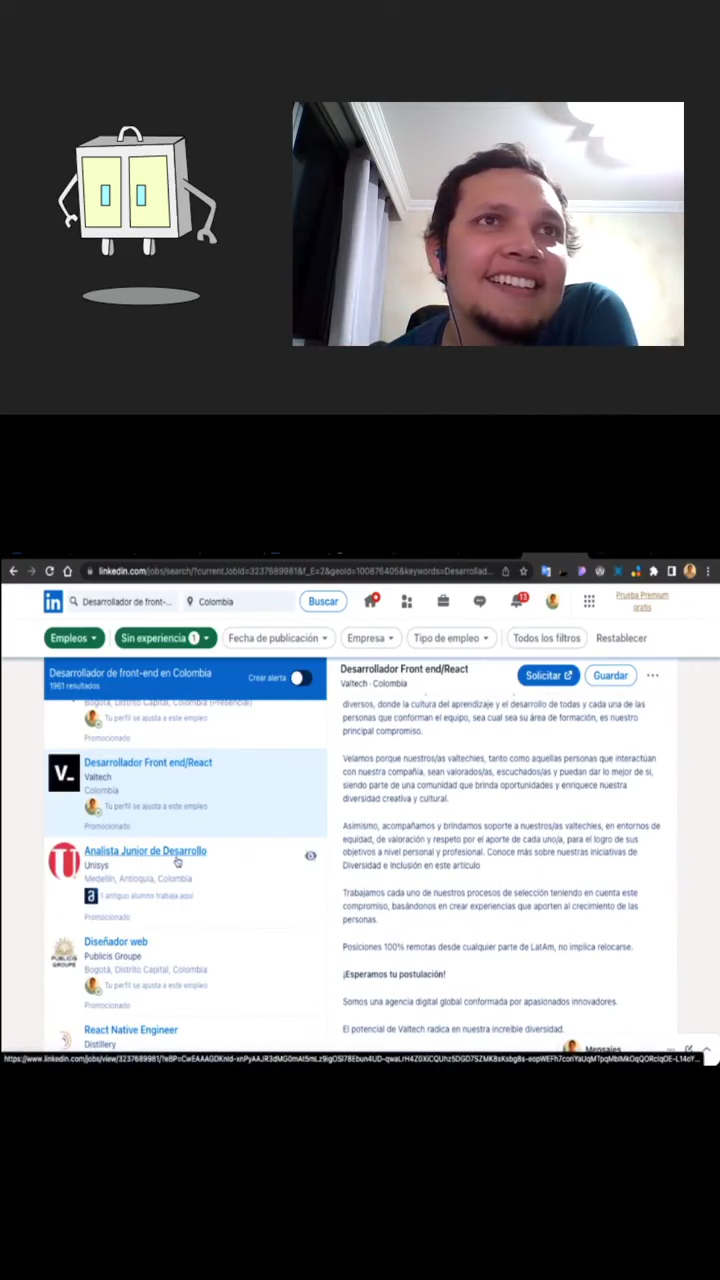 linkedin.com/jobs/search/?currentJobId=3237689981&f_E=2&geoId=100876405&keywords=Desarrollad...
in
Desarrollador de front-...
Colombia
Buscar
13
Prueba Premium
gratis
Empleos
Sin experiencia 1
Fecha de publicación
Empresa
Tipo de empleo
Todos los filtros
Restablecer
Desarrollador de front-end en Colombia
1961 resultados
Crear alerta
Bogotá, Distrito Capital, Colombia (Presencial)
Tu perfil se ajusta a este empleo
Promocionado
V_
Desarrollador Front end/React
Valtech
Colombia
Tu perfil se ajusta a este empleo
Promocionado
Analista Junior de Desarrollo
Unisys
Medellín, Antioquia, Colombia
1 antiguo alumno trabaja aquí
Promocionado
PUBLICIS
GROUPE
Diseñador web
Publicis Groupe
Bogotá, Distrito Capital, Colombia
Tu perfil se ajusta a este empleo
Promocionado
React Native Engineer
Distillery
Desarrollador Front end/React
Valtech · Colombia
Solicitar
Guardar
diversos, donde la cultura del aprendizaje y el desarrollo de todas y cada una de las
personas que conforman el equipo, sea cual sea su área de formación, es nuestro
principal compromiso.
Velamos porque nuestros/as valtechies, tanto como aquellas personas que interactúan
con nuestra compañía, sean valorados/as, escuchados/as y puedan dar lo mejor de si,
siendo parte de una comunidad que brinda oportunidades y enriquece nuestra
diversidad creativa y cultural.
Asimismo, acompañamos y brindamos soporte a nuestros/as valtechies, en entornos de
equidad, de valoración y respeto por el aporte de cada uno/a, para el logro de sus
objetivos a nivel personal y profesional. Conoce más sobre nuestras iniciativas de
Diversidad e Inclusión en este artículo
Trabajamos cada uno de nuestros procesos de selección teniendo en cuenta este
compromiso, basándonos en crear experiencias que aporten al crecimiento de las
personas.
Posiciones 100% remotas desde cualquier parte de LatAm, no implica relocarse.
¡Esperamos tu postulación!
Somos una agencia digital global conformada por apasionados innovadores.
El potencial de Valtech radica en nuestra increíble diversidad.
Mensajes